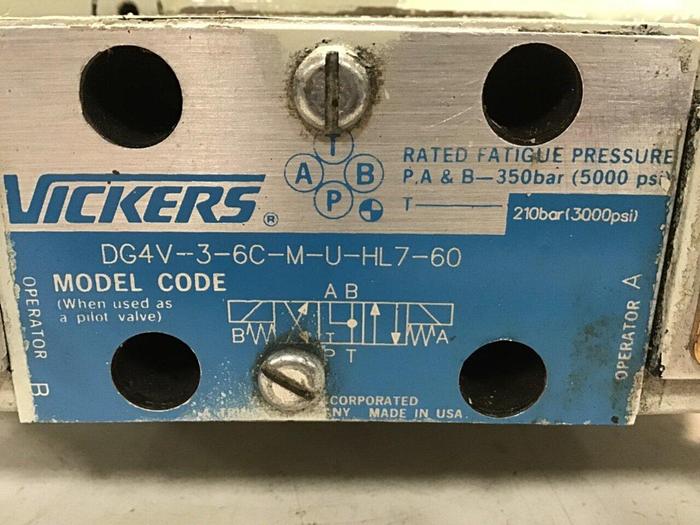 T
A B
P
VICKERS ®
RATED FATIGUE PRESSURE
P,A & B—350bar (5000 psi)
T 210bar (3000psi)
DG4V-3-6C-M-U-HL7-60
MODEL CODE
(When used as
a pilot valve)
OPERATOR B
A B
B T A
P T
OPERATOR A
CORPORATED
NY. MADE IN USA.